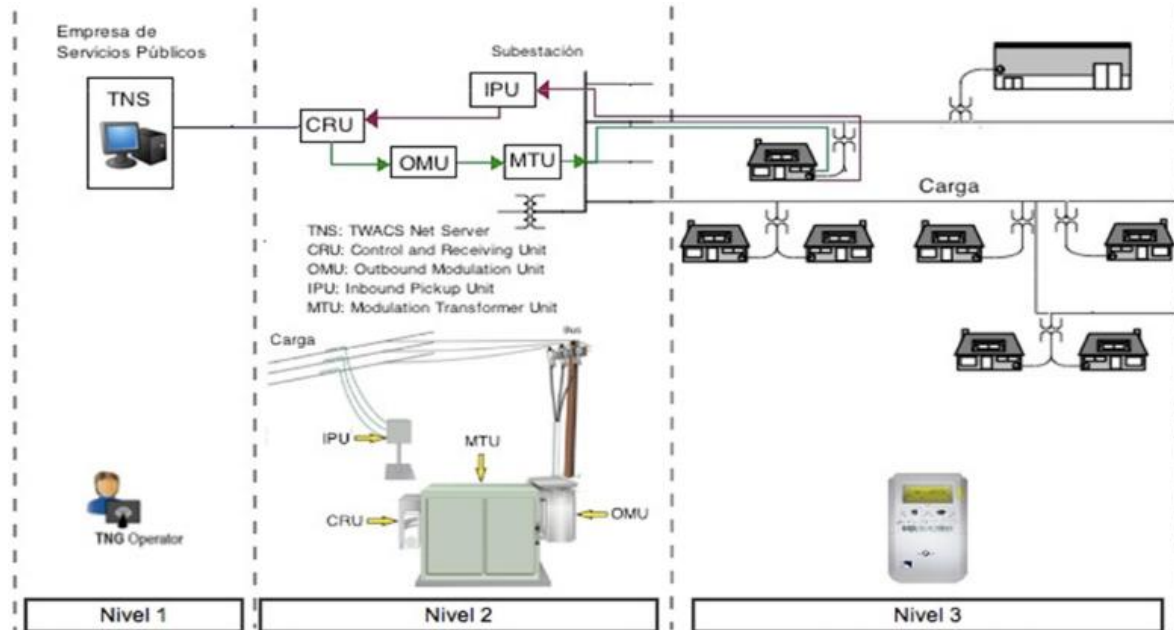 Empresa de
Servicios Públicos
TNS
Subestación
IPU
CRU
OMU
MTU
Carga
TNS: TWACS Net Server
CRU: Control and Receiving Unit
OMU: Outbound Modulation Unit
IPU: Inbound Pickup Unit
MTU: Modulation Transformer Unit
Carga
Bus
IPU
MTU
CRU
OMU
TNG Operator
Nivel 1
Nivel 2
Nivel 3